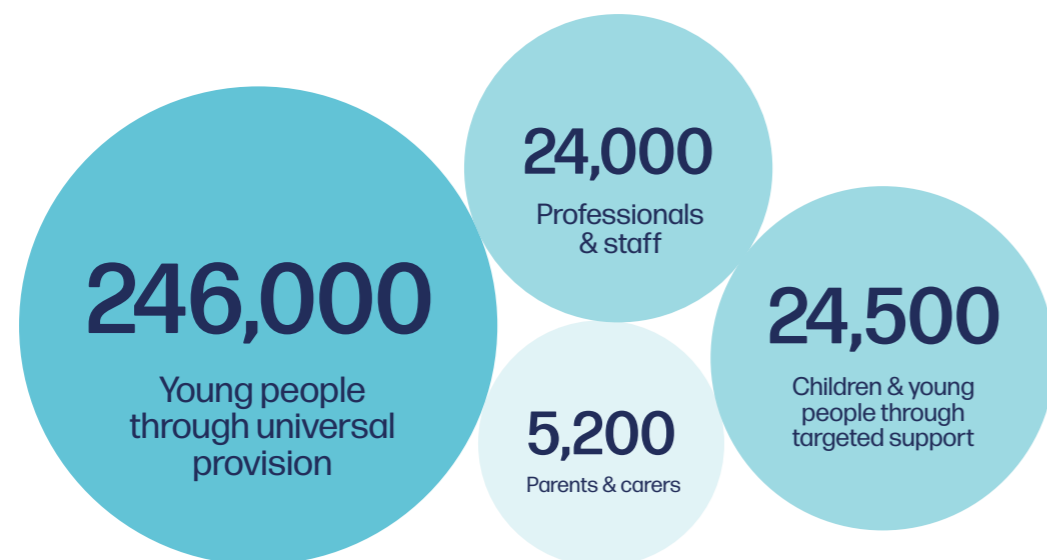 246,000
Young people
through universal
provision
24,000
Professionals
& staff
5,200
Parents & carers
24,500
Children & young
people through
targeted support